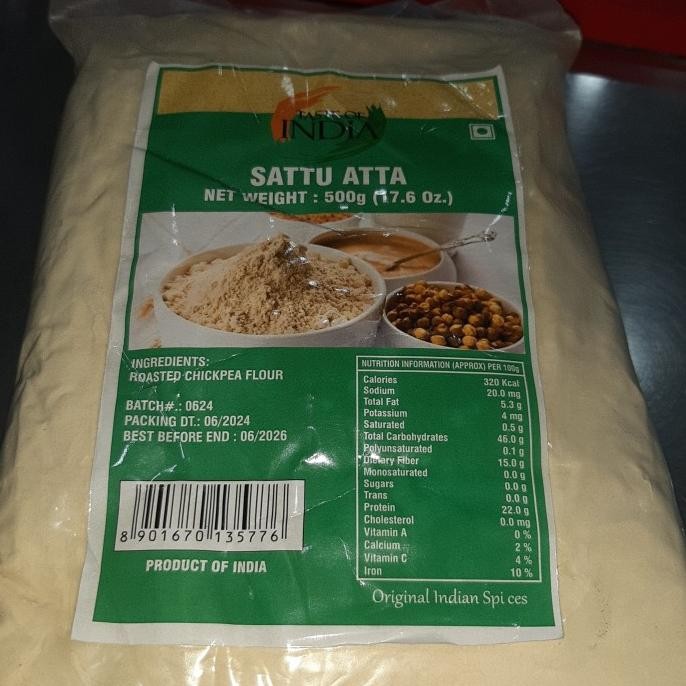 TASTE OF
INDIA
SATTU ATTA
NET WEIGHT : 500g (17.6 Oz.)
INGREDIENTS:
ROASTED CHICKPEA FLOUR
BATCH#.: 0624
PACKING DT.: 06/2024
BEST BEFORE END : 06/2026
8 901670 135776
PRODUCT OF INDIA
NUTRITION INFORMATION (APPROX) PER 100g
Calories 320 Kcal
Sodium 20.0 mg
Total Fat 5.3 g
Potassium 4 mg
Saturated 0.5 g
Total Carbohydrates 46.0 g
Polyunsaturated 0.1 g
Dietary Fiber 15.0 g
Monosaturated 0.0 g
Sugars 0.0 g
Trans 0.0 g
Protein 22.0 g
Cholesterol 0.0 mg
Vitamin A 0 %
Calcium 2 %
Vitamin C 4 %
Iron 10 %
Original Indian Spi ces